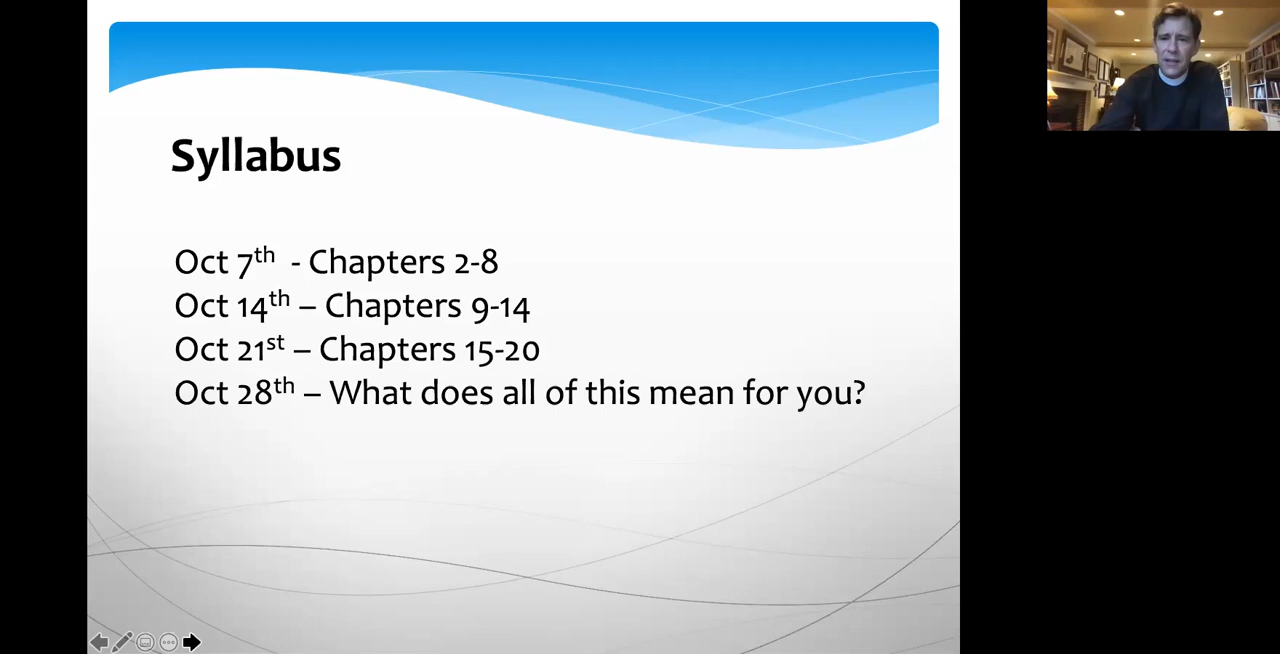 Syllabus
Oct 7th - Chapters 2-8
Oct 14th – Chapters 9-14
Oct 21st – Chapters 15-20
Oct 28th – What does all of this mean for you?